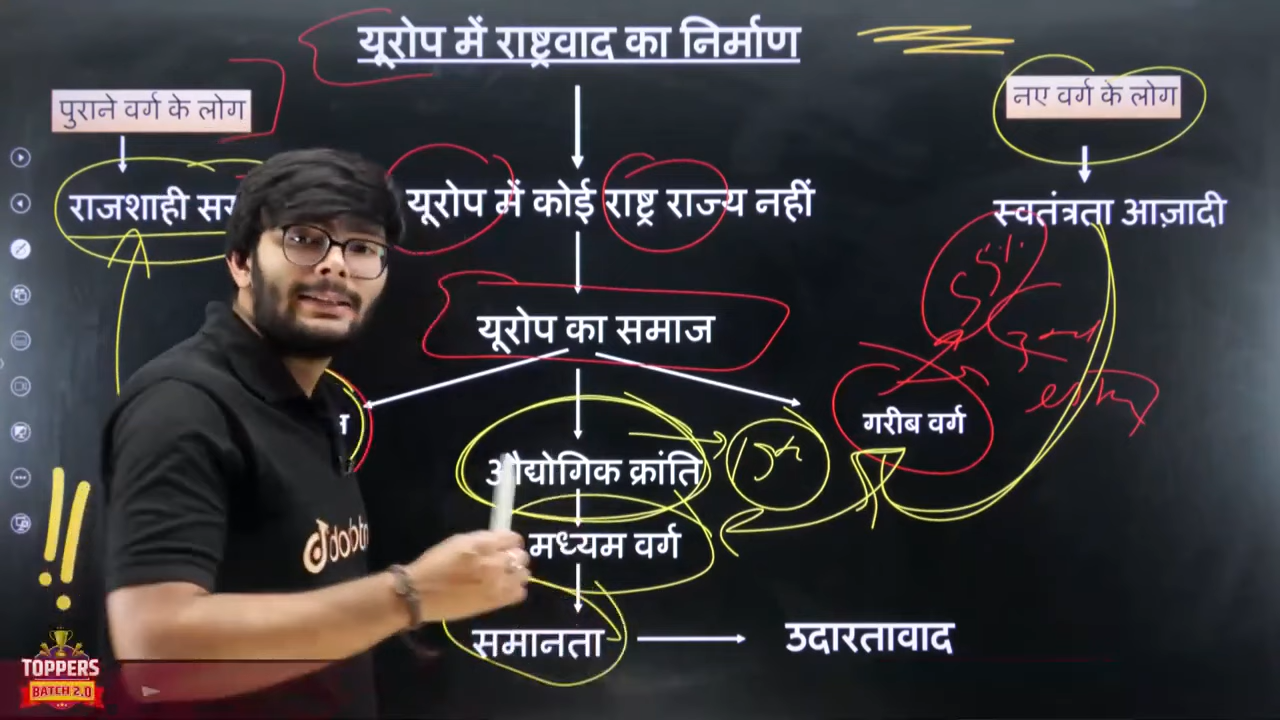 यूरोप में राष्ट्रवाद का निर्माण
पुराने वर्ग के लोग
नए वर्ग के लोग
राजशाही
यूरोप में कोई राष्ट्र राज्य नहीं
स्वतंत्रता आज़ादी
यूरोप का समाज
गरीब वर्ग
औद्योगिक क्रांति
मध्यम वर्ग
समानता
उदारतावाद
TOPPERS
BATCH 2.0